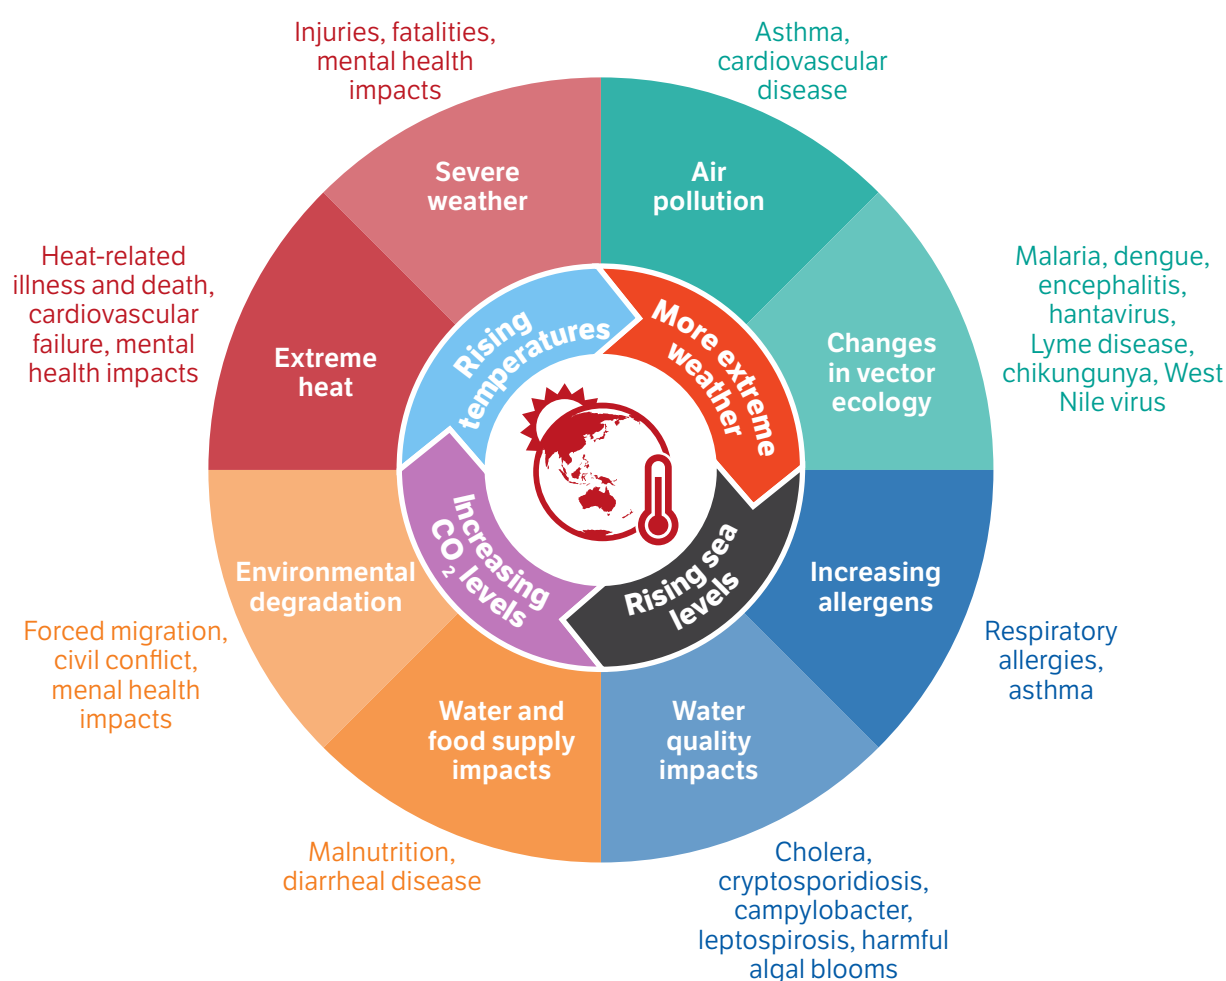 Injuries, fatalities,
mental health
impacts
Asthma,
cardiovascular
disease
Severe
weather
Air
pollution
Heat-related
illness and death,
cardiovascular
failure, mental
health impacts
Malaria, dengue,
encephalitis,
hantavirus,
Lyme disease,
chikungunya, West
Nile virus
Extreme
heat
Changes
in vector
ecology
Rising
temperatures
More extreme
weather
Increasing
CO₂ levels
Rising sea
levels
Environmental
degradation
Increasing
allergens
Forced migration,
civil conflict,
menal health
impacts
Respiratory
allergies,
asthma
Water and
food supply
impacts
Water
quality
impacts
Malnutrition,
diarrheal disease
Cholera,
cryptosporidiosis,
campylobacter,
leptospirosis, harmful
algal blooms